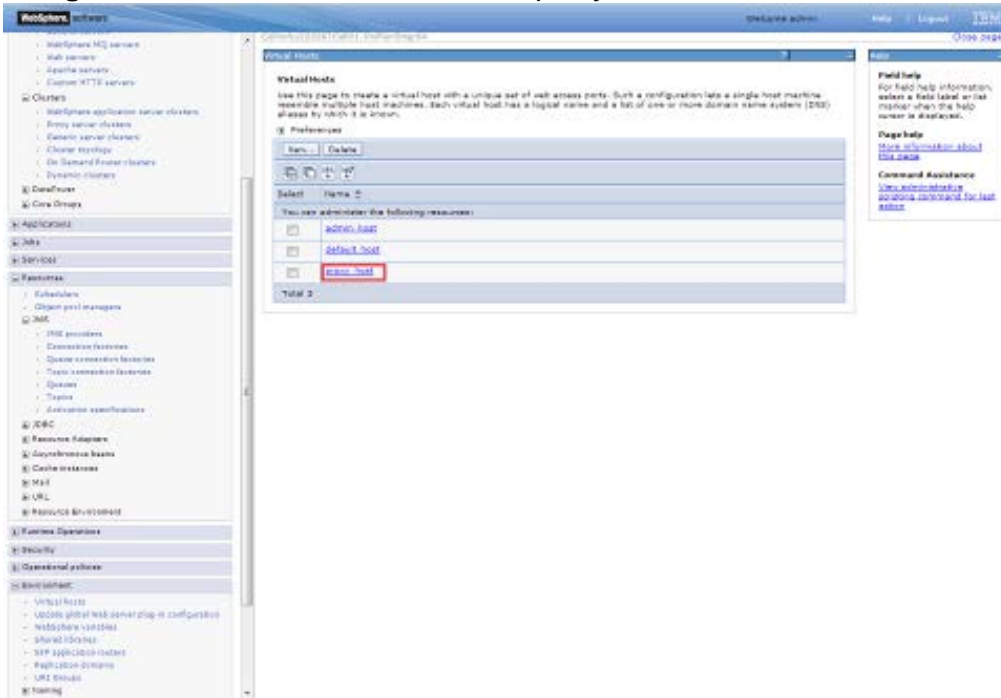 WebSphere. software
Welcome admin
Help | Logout
IBM
Close page
WebSphere MQ servers
Web servers
Apache servers
Custom HTTP servers
Clusters
WebSphere application server clusters
Proxy server clusters
Generic server clusters
Cluster topology
On Demand Router clusters
Dynamic clusters
DataPower
Core Groups
Applications
Jobs
Services
Resources
Schedulers
Object pool managers
JMS
JMS providers
Connection factories
Queue connection factories
Topic connection factories
Queues
Topics
Activation specifications
JDBC
Resource Adapters
Asynchronous beans
Cache instances
Mail
URL
Resource Environment
Runtime Operations
Security
Operational policies
Environment
Virtual hosts
Update global Web server plug-in configuration
WebSphere variables
Shared libraries
SIP application routers
Replication domains
URI Groups
Naming
Virtual Hosts
? -
Virtual Hosts
Use this page to create a virtual host with a unique set of web access ports. Such a configuration lets a single host machine
resemble multiple host machines. Each virtual host has a logical name and a list of one or more domain name system (DNS)
aliases by which it is known.
Preferences
New... Delete
Select Name
You can administer the following resources:
admin_host
default_host
Total 3
Help
Field help
For field help information,
select a field label or list
marker when the help
cursor is displayed.
Page help
More information about
this page
Command Assistance
View administrative
scripting command for last
action